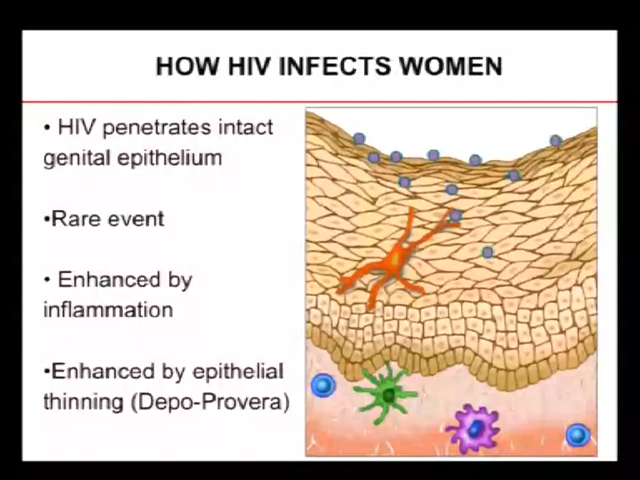 HOW HIV INFECTS WOMEN
• HIV penetrates intact
genital epithelium
•Rare event
• Enhanced by
inflammation
•Enhanced by epithelial
thinning (Depo-Provera)